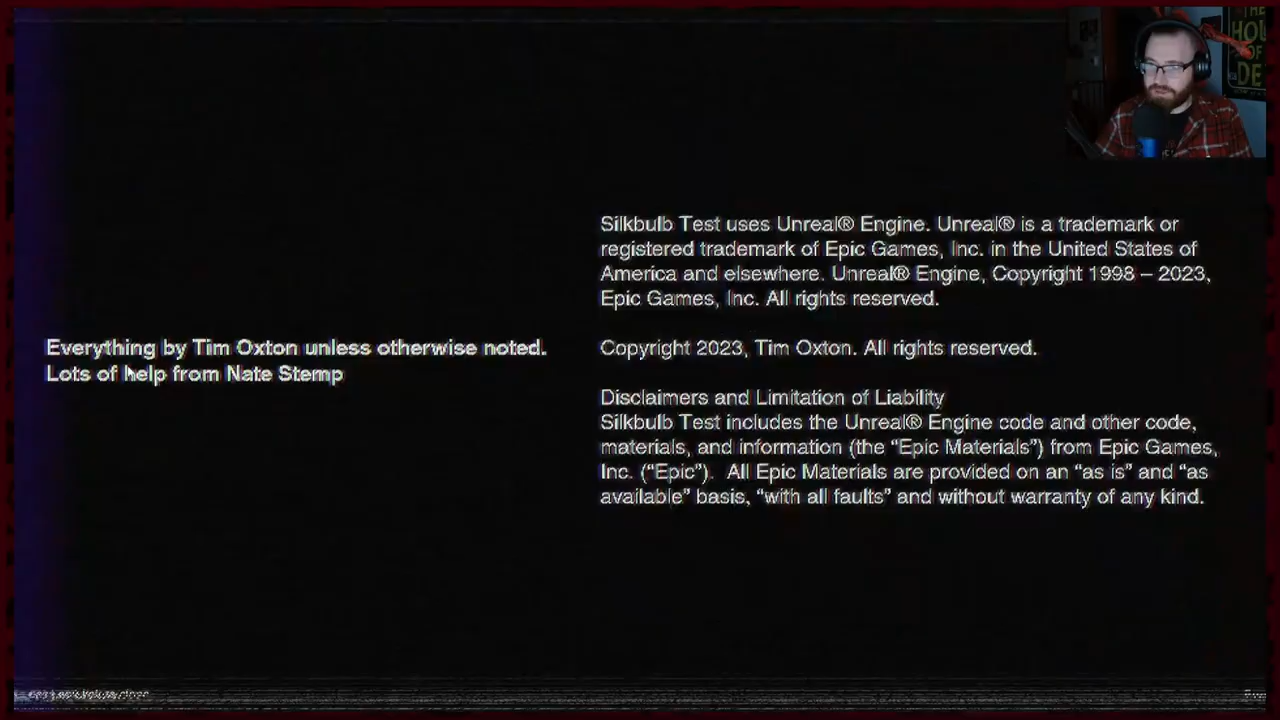 THE
HOU
OF
DE
Silkbulb Test uses Unreal® Engine. Unreal® is a trademark or
registered trademark of Epic Games, Inc. in the United States of
America and elsewhere. Unreal® Engine, Copyright 1998 – 2023,
Epic Games, Inc. All rights reserved.
Everything by Tim Oxton unless otherwise noted.
Lots of help from Nate Stemp
Copyright 2023, Tim Oxton. All rights reserved.
Disclaimers and Limitation of Liability
Silkbulb Test includes the Unreal® Engine code and other code,
materials, and information (the “Epic Materials”) from Epic Games,
Inc. (“Epic”).  All Epic Materials are provided on an “as is” and “as
available” basis, “with all faults” and without warranty of any kind.